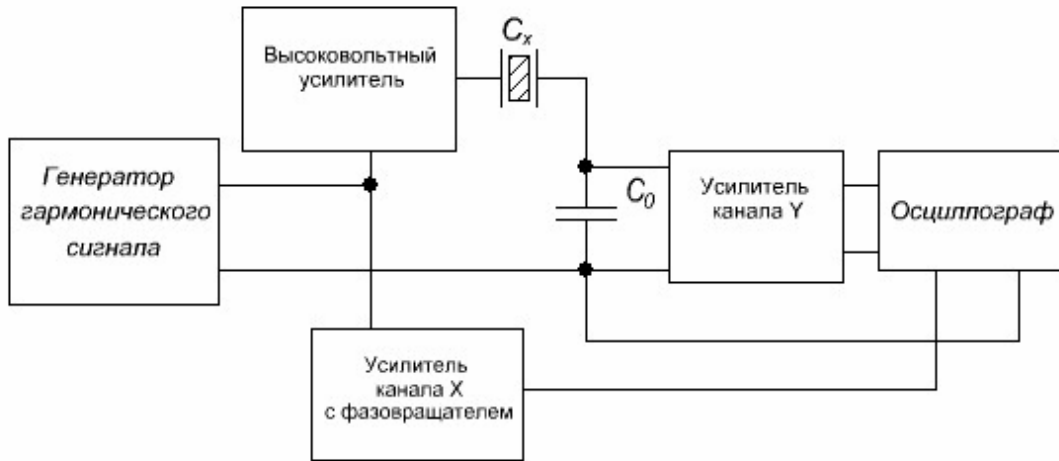 Высоковольтный
усилитель
Cx
Генератор
гармонического
сигнала
C0
Усилитель
канала Y
Осциллограф
Усилитель
канала X
с фазовращателем